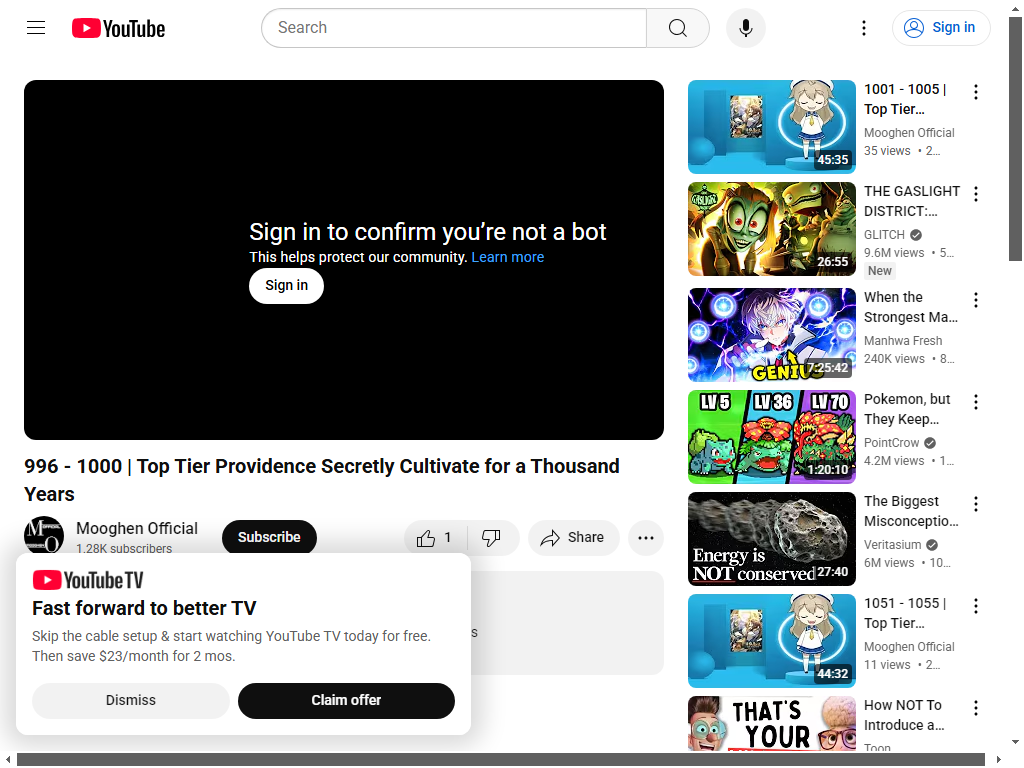 YouTube
Search
Sign in
Sign in to confirm you're not a bot
This helps protect our community. Learn more
Sign in
996 - 1000 | Top Tier Providence Secretly Cultivate for a Thousand
Years
Mooghen Official
1.28K subscribers
Subscribe
1
Share
s
YouTube TV
Fast forward to better TV
Skip the cable setup & start watching YouTube TV today for free.
Then save $23/month for 2 mos.
Dismiss
Claim offer
45:35
1001 - 1005 |
Top Tier...
Mooghen Official
35 views • 2...
GASLIGHT
26:55
THE GASLIGHT
DISTRICT:...
GLITCH
9.6M views • 5...
New
GENIUS
7:25:42
When the
Strongest Ma...
Manhwa Fresh
240K views • 8...
LV 5 LV 36 LV 70
1:20:10
Pokemon, but
They Keep...
PointCrow
4.2M views • 1...
Energy is
NOT conserved
27:40
The Biggest
Misconceptio...
Veritasium
6M views • 10...
44:32
1051 - 1055 |
Top Tier...
Mooghen Official
11 views • 2...
THAT'S
YOUR
How NOT To
Introduce a...
Toon